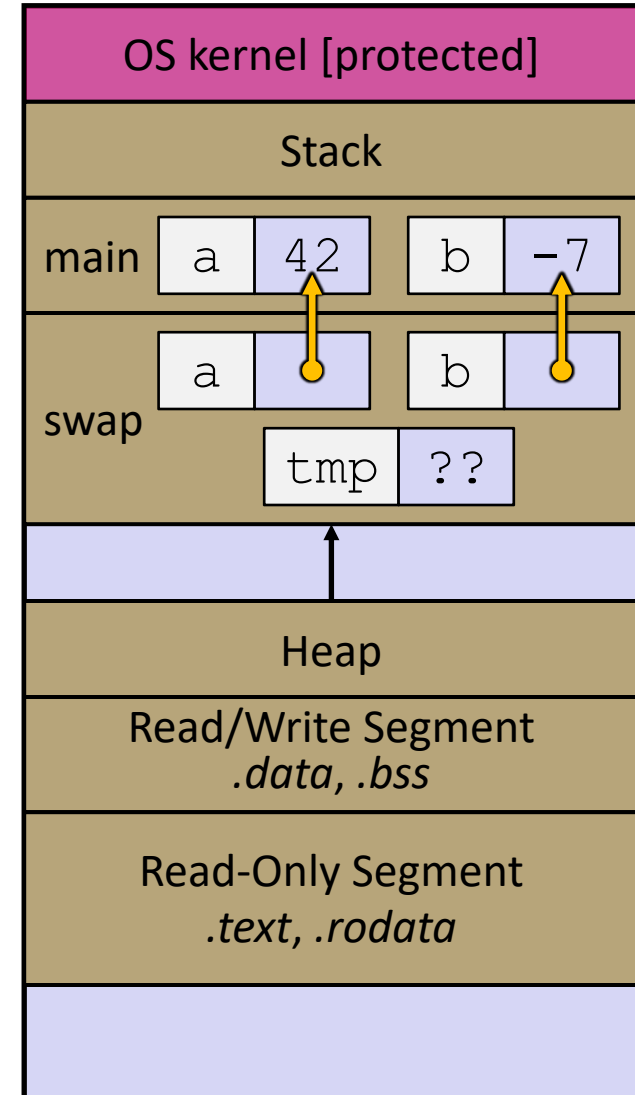 OS kernel [protected]
Stack
main a 42 b -7
swap a b
tmp ??
Heap
Read/Write Segment
.data, .bss
Read-Only Segment
.text, .rodata